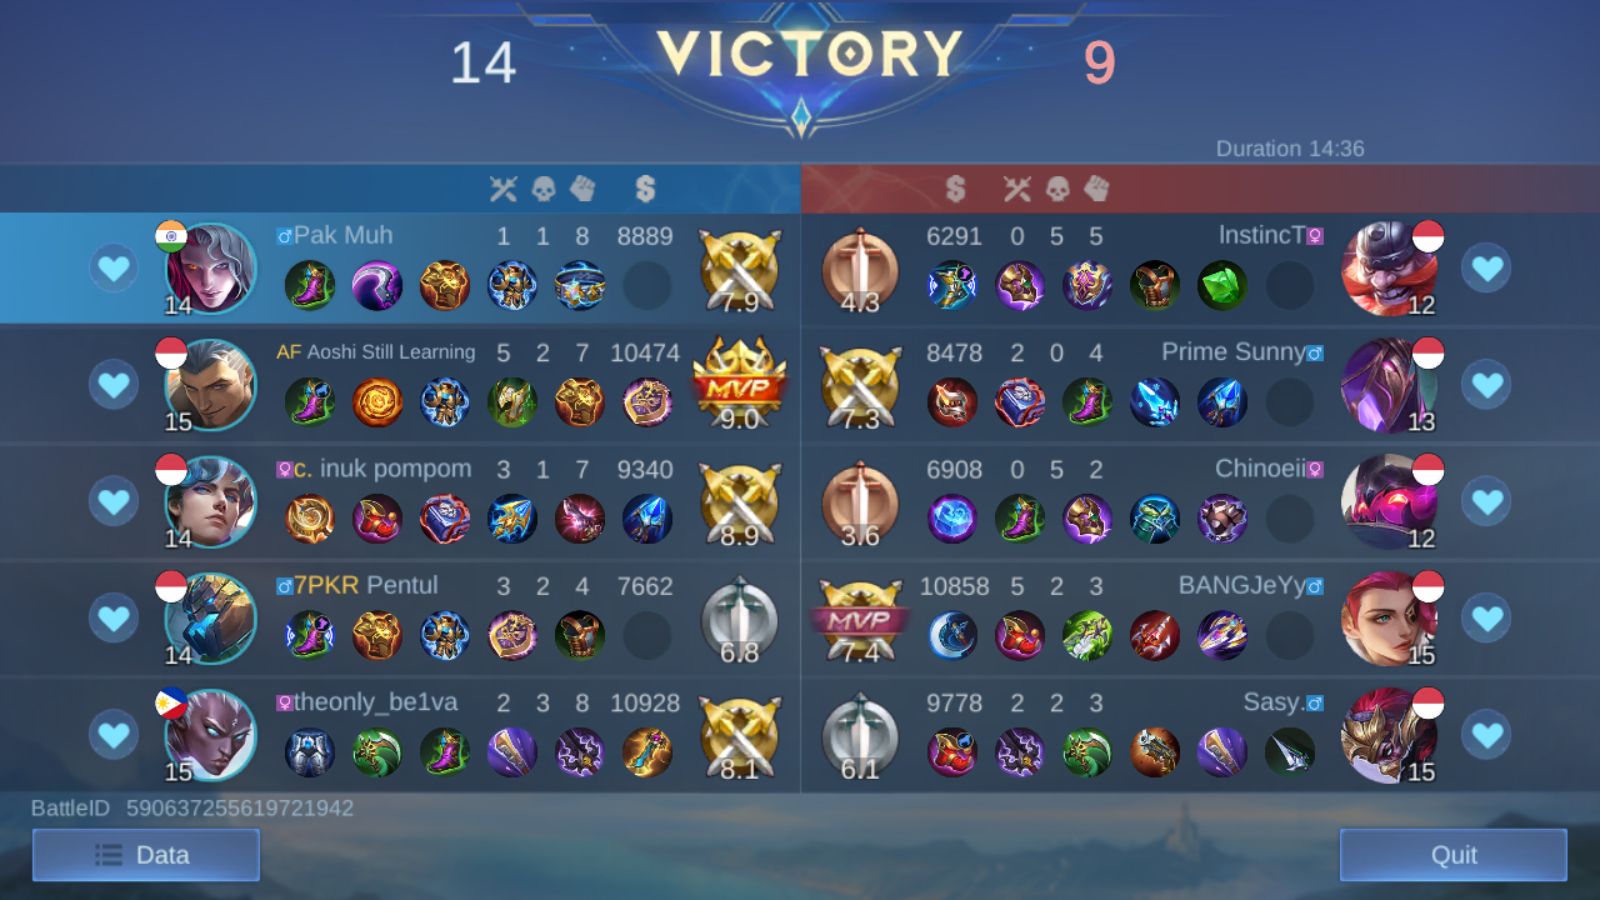 14 VICTORY 9
Duration 14:36
Pak Muh 1 1 8 8889
14 7.9
6291 0 5 5 InstincT
4.3 12
AF Aoshi Still Learning 5 2 7 10474
MVP
15 9.0
8478 2 0 4 Prime Sunny
7.3 13
c. inuk pompom 3 1 7 9340
14 8.9
6908 0 5 2 Chinoeii
3.6 12
7PKR Pentul 3 2 4 7662
14 6.8
10858 5 2 3 BANGJeYy
MVP
7.4 15
theonly_be1va 2 3 8 10928
15 8.1
9778 2 2 3 Sasy.
6.1 15
BattleID 590637255619721942
Data
Quit